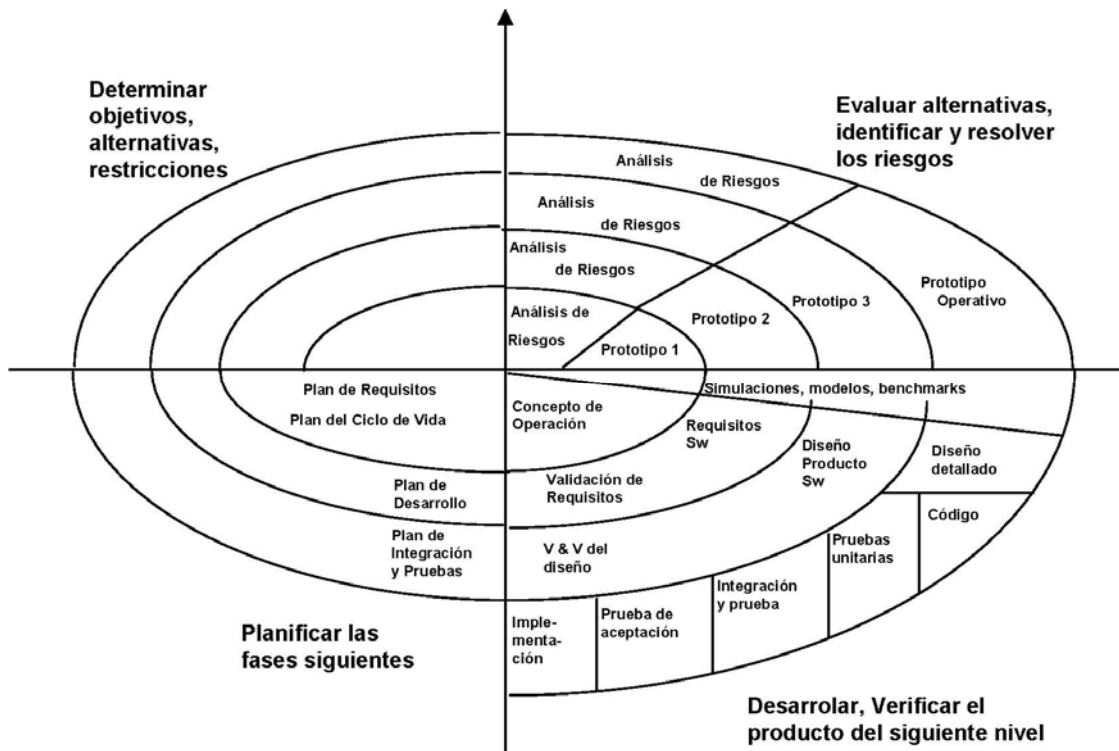 Determinar
objetivos,
alternativas,
restricciones
Evaluar alternativas,
identificar y resolver
los riesgos
Análisis
de Riesgos
Análisis
de Riesgos
Análisis
de Riesgos
Análisis de
Riesgos
Prototipo 1
Prototipo 2
Prototipo 3
Prototipo
Operativo
Simulaciones, modelos, benchmarks
Plan de Requisitos
Plan del Ciclo de Vida
Concepto de
Operación
Requisitos
Sw
Diseño
Producto
Sw
Diseño
detallado
Plan de
Desarrollo
Validación de
Requisitos
Código
Plan de
Integración
y Pruebas
V & V del
diseño
Pruebas
unitarias
Integración
y prueba
Prueba de
aceptación
Imple-
menta-
ción
Planificar las
fases siguientes
Desarrolar, Verificar el
producto del siguiente nivel